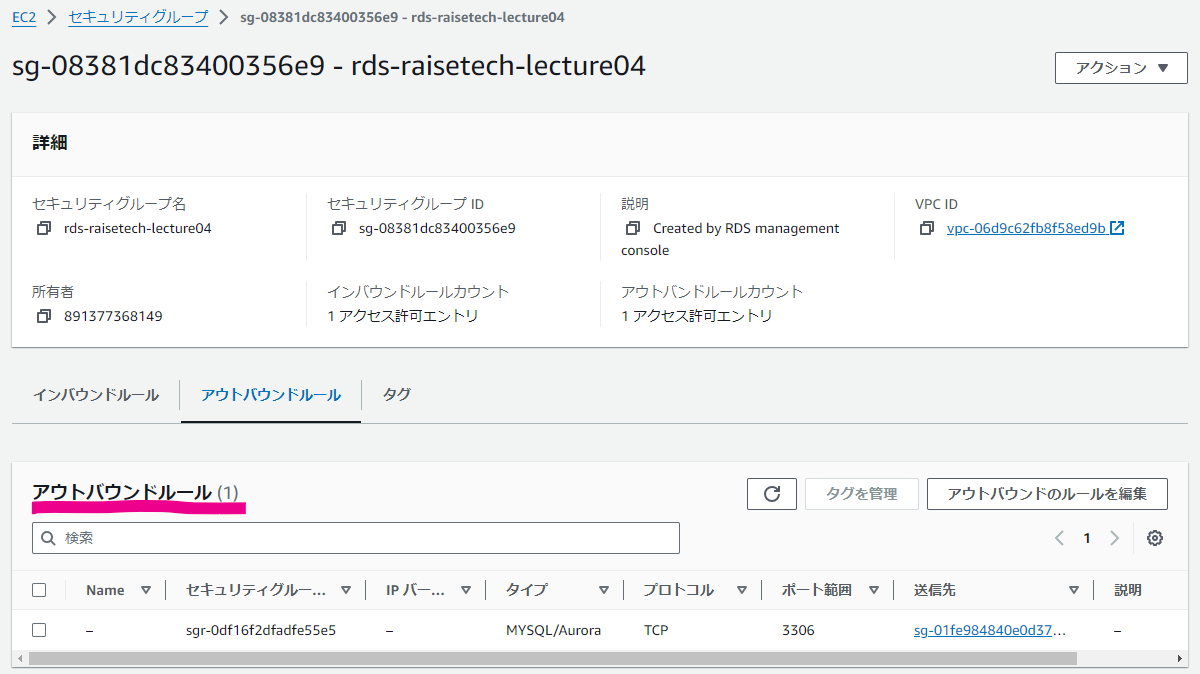 EC2 > セキュリティグループ > sg-08381dc83400356e9 - rds-raisetech-lecture04
sg-08381dc83400356e9 - rds-raisetech-lecture04
アクション ▼
詳細
セキュリティグループ名
rds-raisetech-lecture04
セキュリティグループ ID
sg-08381dc83400356e9
説明
Created by RDS management
console
VPC ID
vpc-06d9c62fb8f58ed9b
所有者
891377368149
インバウンドルールカウント
1 アクセス許可エントリ
アウトバンドルールカウント
1 アクセス許可エントリ
インバウンドルール アウトバウンドルール タグ
アウトバウンドルール (1)
タグを管理 アウトバウンドのルールを編集
検索
1
Name セキュリティグルー... IP バー... タイプ プロトコル ポート範囲 送信先 説明
– sgr-0df16f2dfadfe55e5 – MYSQL/Aurora TCP 3306 sg-01fe984840e0d37... –